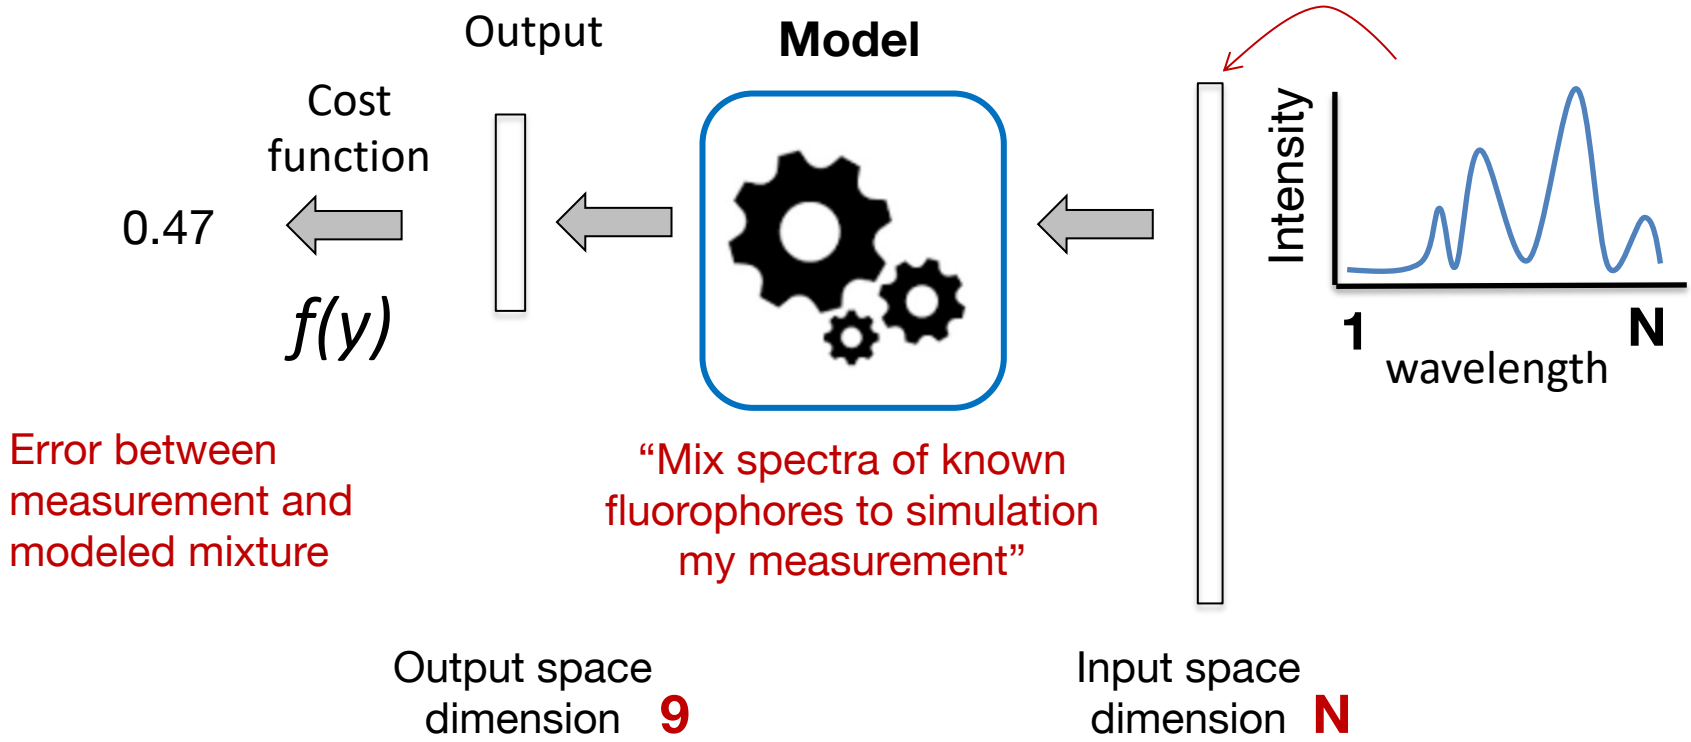 Output
Model
Cost
function
0.47
f(y)
Intensity
1
N
wavelength
Error between
measurement and
modeled mixture
“Mix spectra of known
fluorophores to simulation
my measurement”
Output space
dimension 9
Input space
dimension N